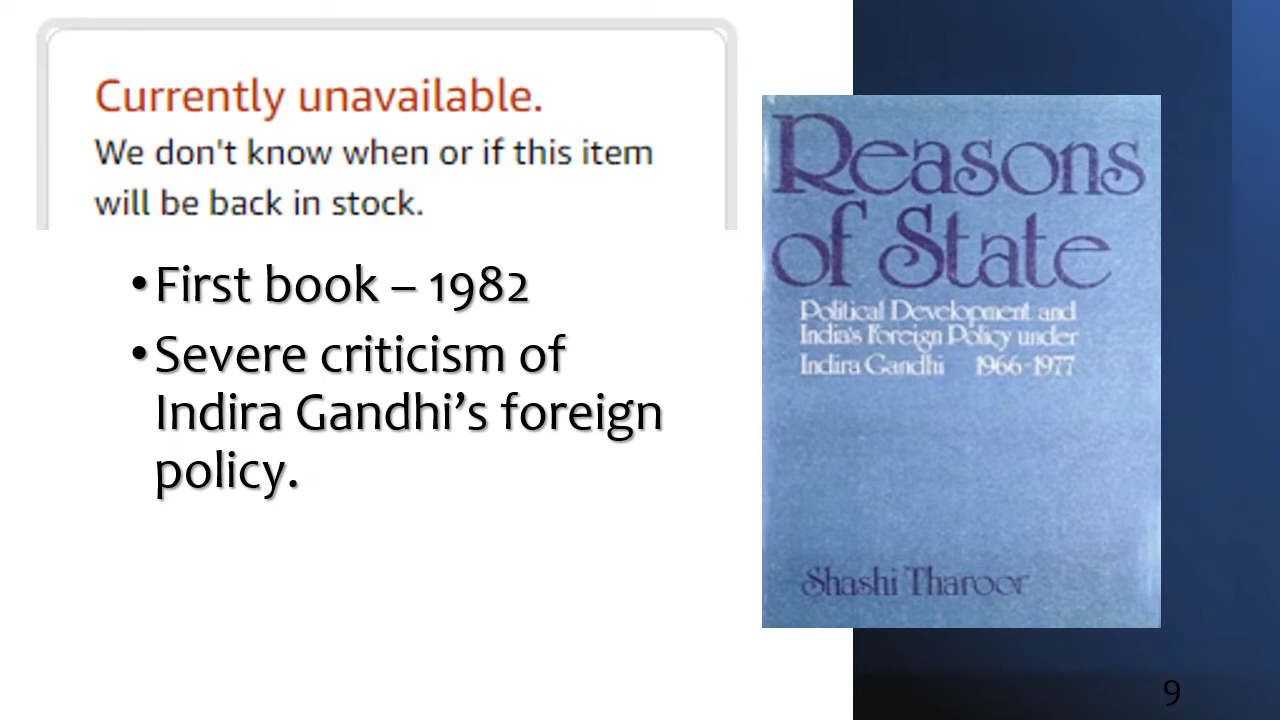 Currently unavailable.
We don't know when or if this item
will be back in stock.
•First book – 1982
•Severe criticism of
Indira Gandhi’s foreign
policy.
Reasons
of State
Political Development and
India's Foreign Policy under
Indira Gandhi 1966-1977
Shashi Tharoor
9